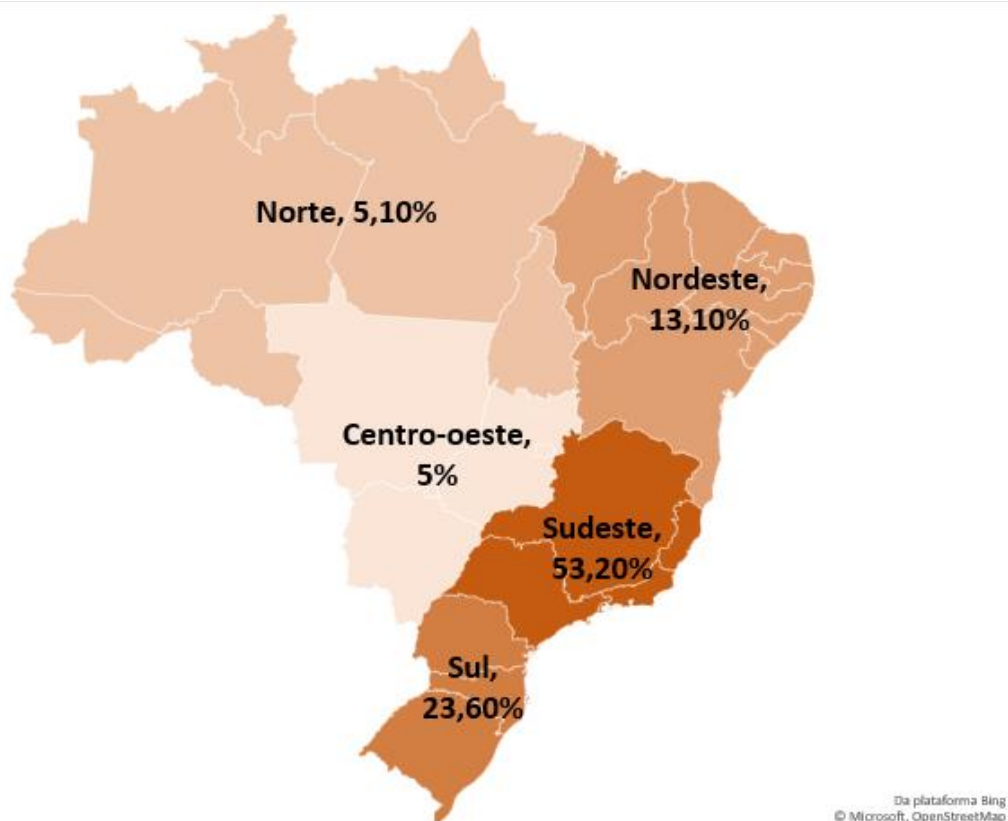 Norte, 5,10%
Nordeste,
13,10%
Centro-oeste,
5%
Sudeste,
53,20%
Sul,
23,60%
Da plataforma Bing
© Microsoft, OpenStreetMap